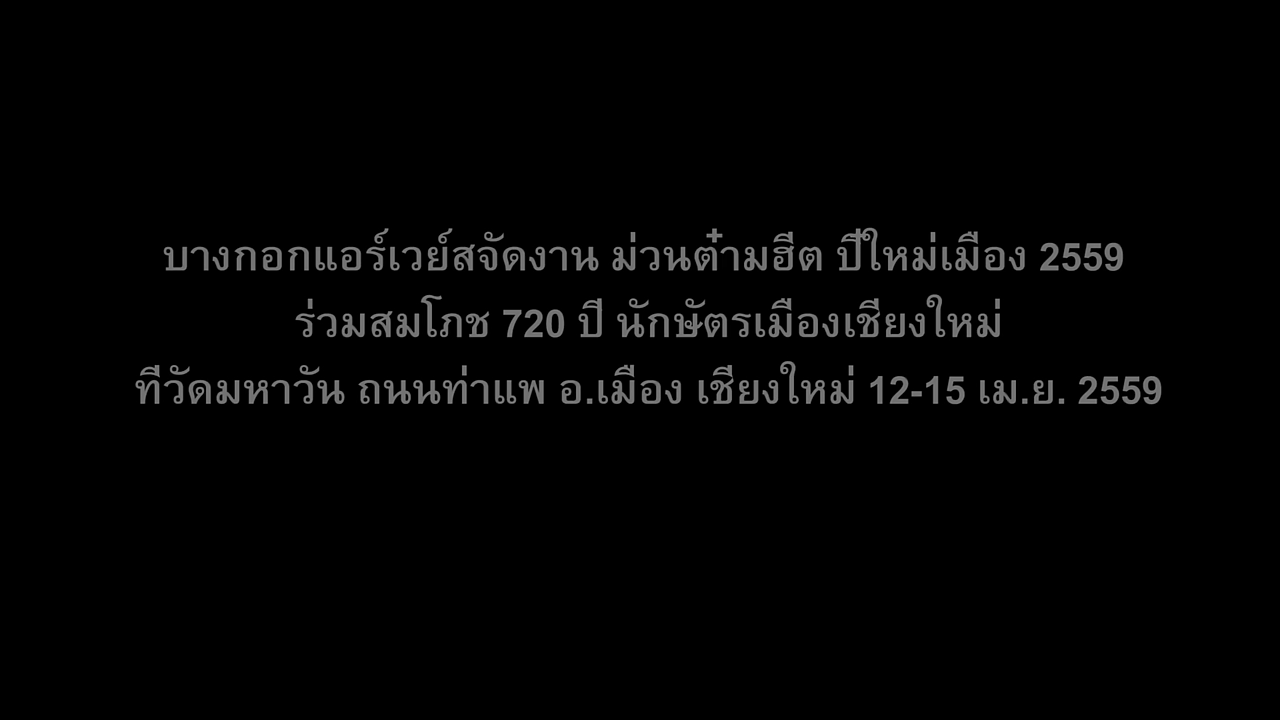 บางกอกแอร์เวย์สจัดงาน ม่วนต๋ามฮีต ปี๋ใหม่เมือง 2559
ร่วมสมโภช 720 ปี นักษัตรเมืองเชียงใหม่
ที่วัดมหาวัน ถนนท่าแพ อ.เมือง เชียงใหม่ 12-15 เม.ย. 2559